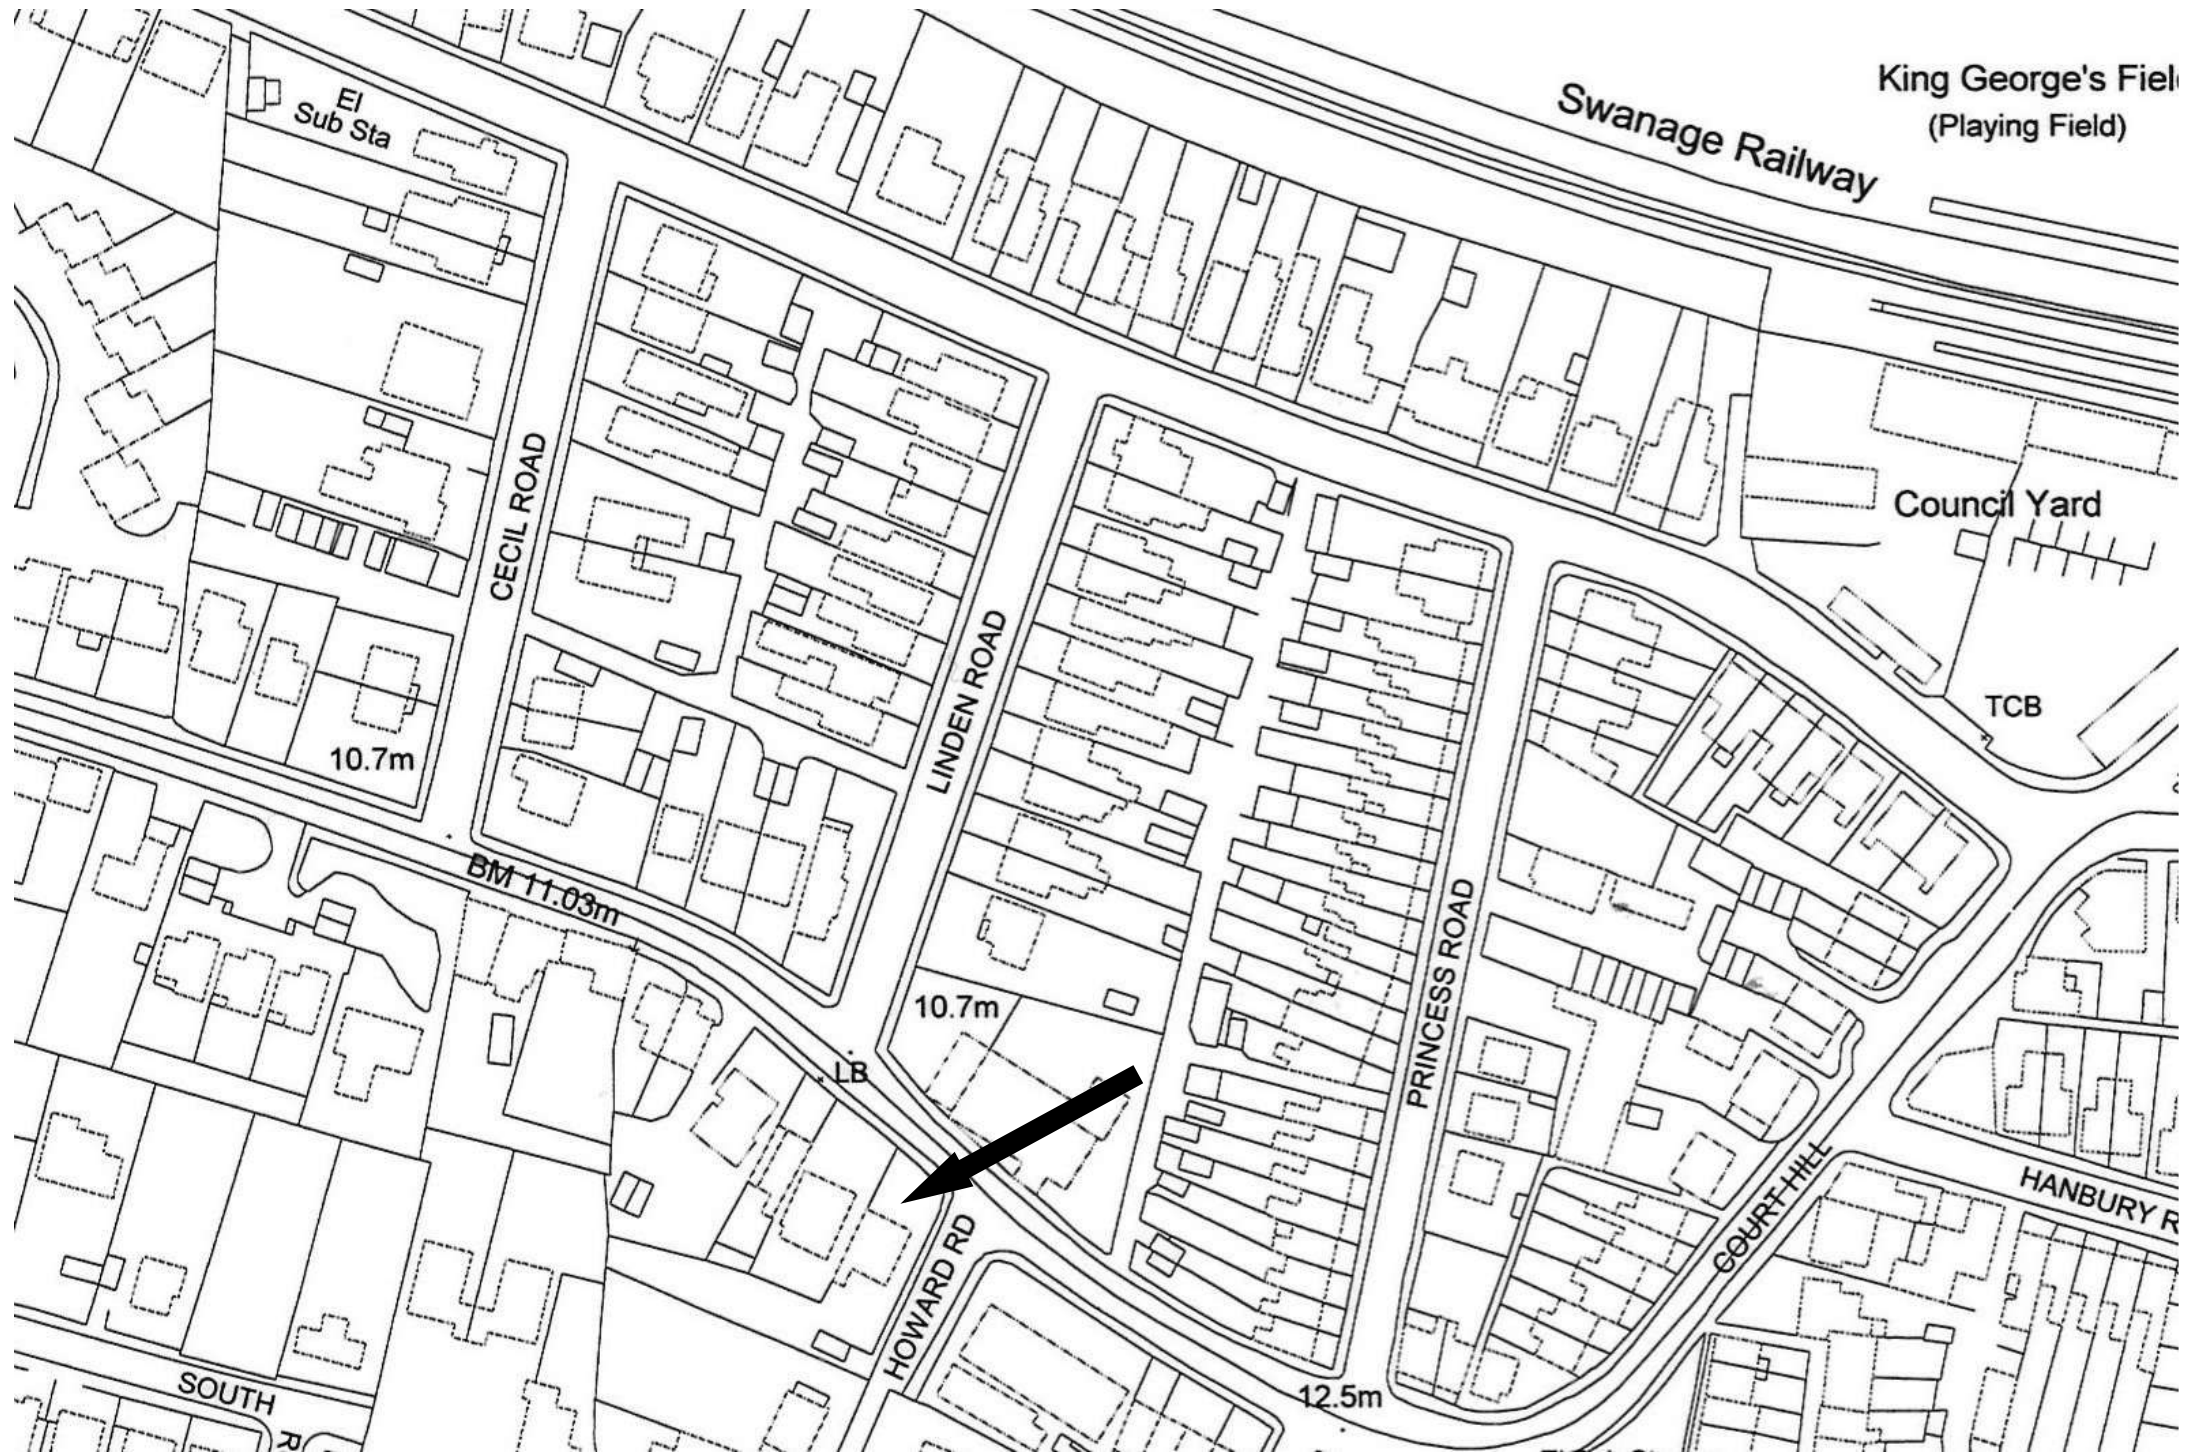 King George's Fiel
(Playing Field)
Swanage Railway
El
Sub Sta
Council Yard
CECIL ROAD
LINDEN ROAD
TCB
10.7m
BM 11.03m
PRINCESS ROAD
10.7m
LB
COURT HILL
HANBURY R
HOWARD RD
SOUTH
R
12.5m